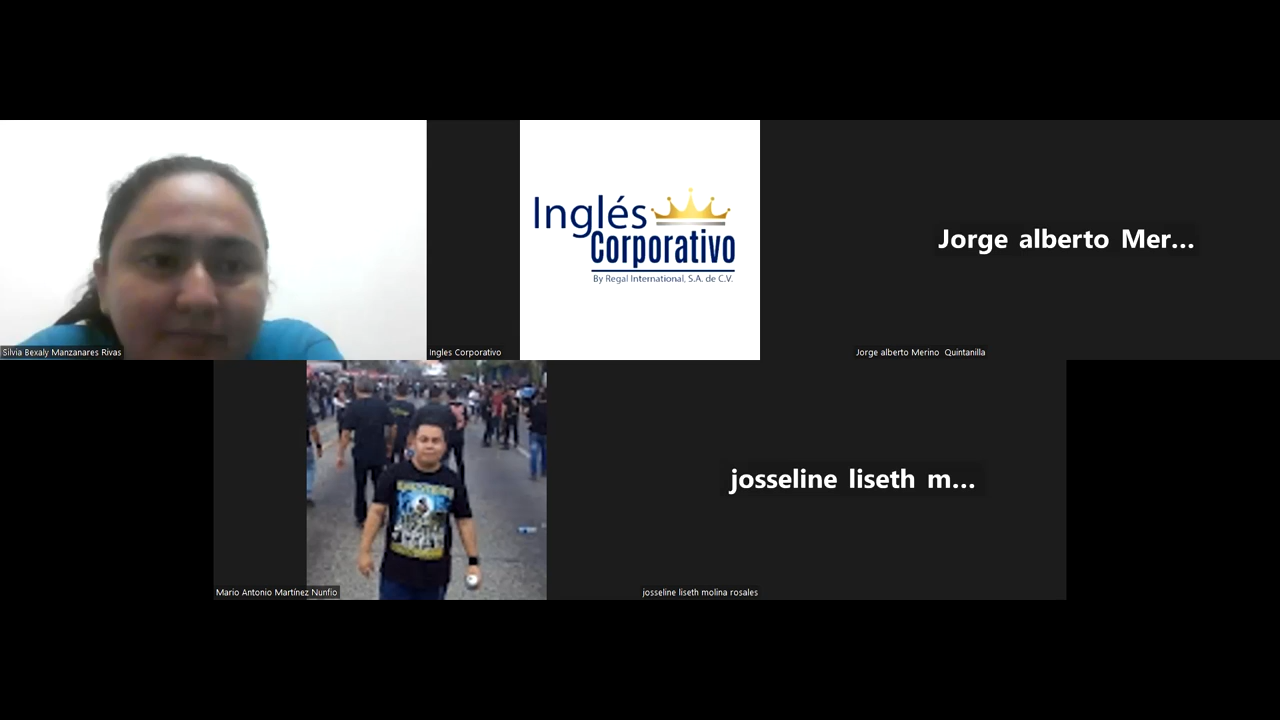 Inglés
Corporativo
By Regal International, S.A. de C.V.
Jorge alberto Mer...
Silvia Bexaly Manzanares Rivas
Ingles Corporativo
Jorge alberto Merino Quintanilla
josseline liseth m...
Mario Antonio Martínez Nunfio
josseline liseth molina rosales